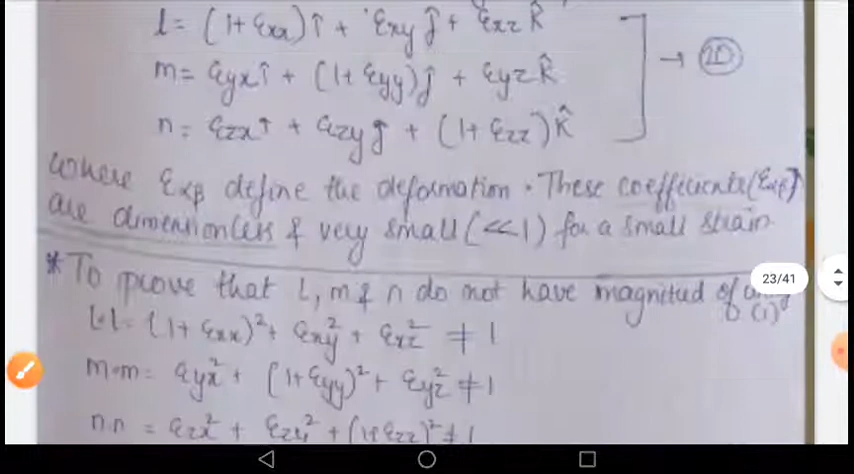 l = (1+ εxx) î + εxy ĵ + εxz k̂
m = εyx î + (1+ εyy) ĵ + εyz k̂
n = εzx î + εzy ĵ + (1+ εzz) k̂
→ (10)
where εαβ define the deformation. These coefficients (εαβ)
are dimensionless & very small (<<1) for a small strain
* To prove that l, m & n do not have magnitued of
23/41
l·l = (1+ εxx)² + εxy² + εxz² ≠ 1
m·m = εyx² + (1+ εyy)² + εyz² ≠ 1
n·n = εzx² + εzy² + (1+ εzz)² ≠ 1